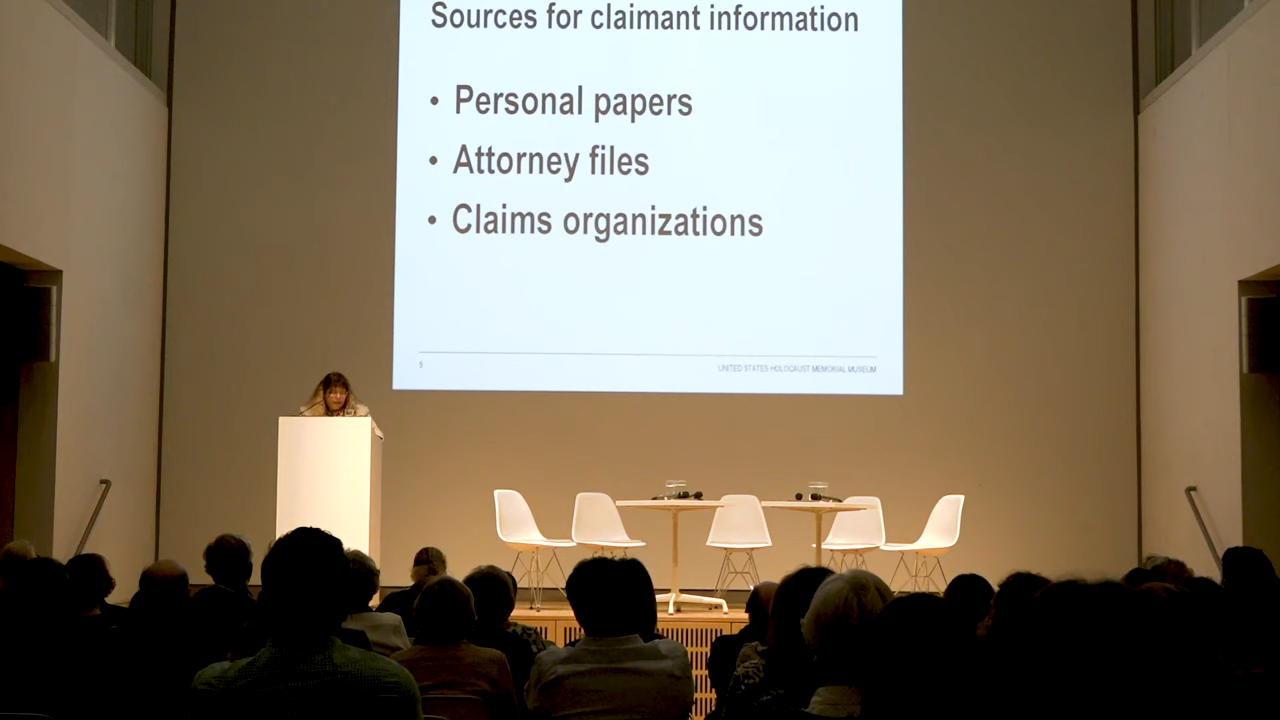 Sources for claimant information
• Personal papers
• Attorney files
• Claims organizations
5
UNITED STATES HOLOCAUST MEMORIAL MUSEUM